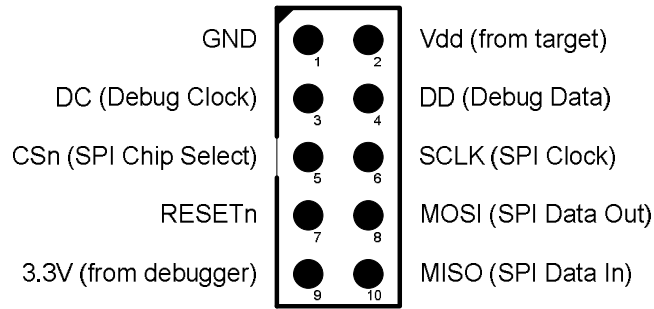 GND 1 2 Vdd (from target)
DC (Debug Clock) 3 4 DD (Debug Data)
CSn (SPI Chip Select) 5 6 SCLK (SPI Clock)
RESETn 7 8 MOSI (SPI Data Out)
3.3V (from debugger) 9 10 MISO (SPI Data In)